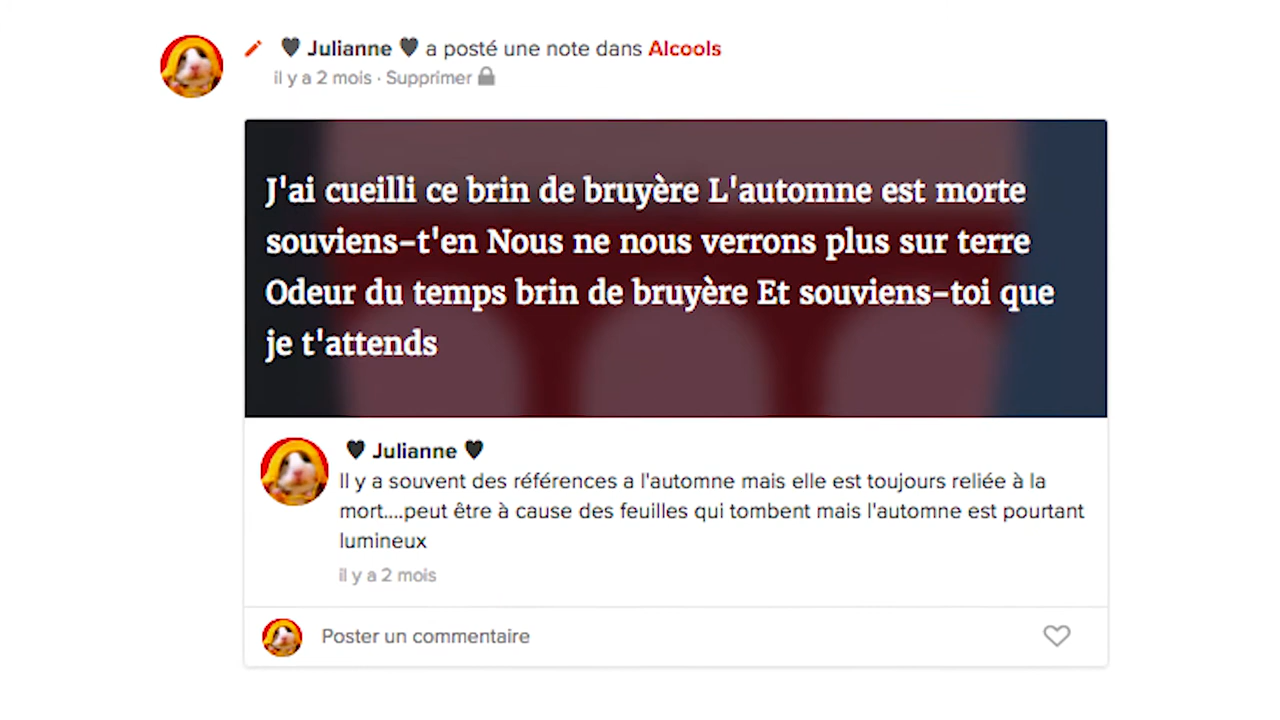 🖤 Julianne 🖤 a posté une note dans Alcools
il y a 2 mois · Supprimer
J'ai cueilli ce brin de bruyère L'automne est morte
souviens-t'en Nous ne nous verrons plus sur terre
Odeur du temps brin de bruyère Et souviens-toi que
je t'attends
🖤 Julianne 🖤
Il y a souvent des références a l'automne mais elle est toujours reliée à la
mort....peut être à cause des feuilles qui tombent mais l'automne est pourtant
lumineux
il y a 2 mois
Poster un commentaire